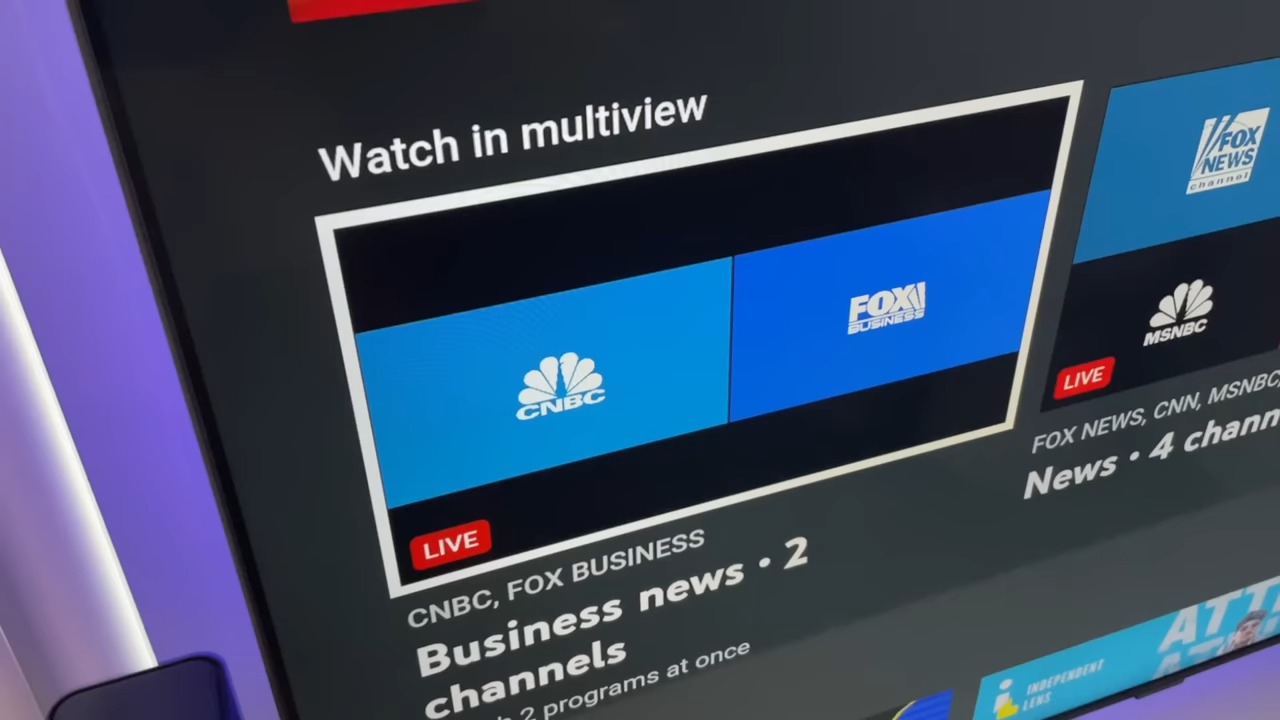 Watch in multiview
CNBC
FOX
BUSINESS
LIVE
CNBC, FOX BUSINESS
Business news • 2
channels
2 programs at once
FOX
NEWS
channel
MSNBC
LIVE
FOX NEWS, CNN, MSNBC,
News • 4
INDEPENDENT
LENS